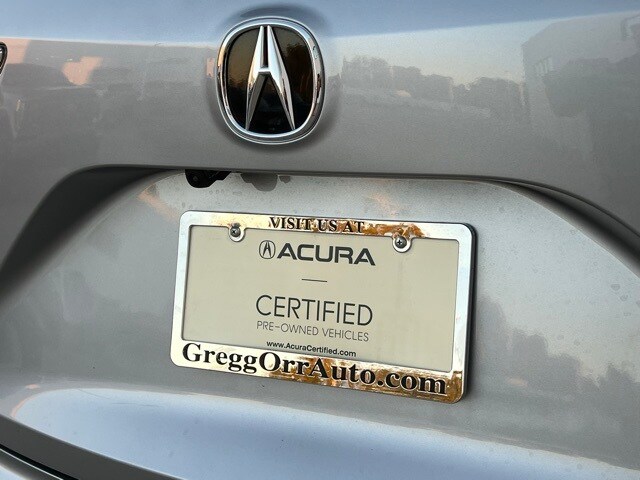 VISIT US AT
ACURA
CERTIFIED
PRE-OWNED VEHICLES
www.AcuraCertified.com
GreggOrrAuto.com